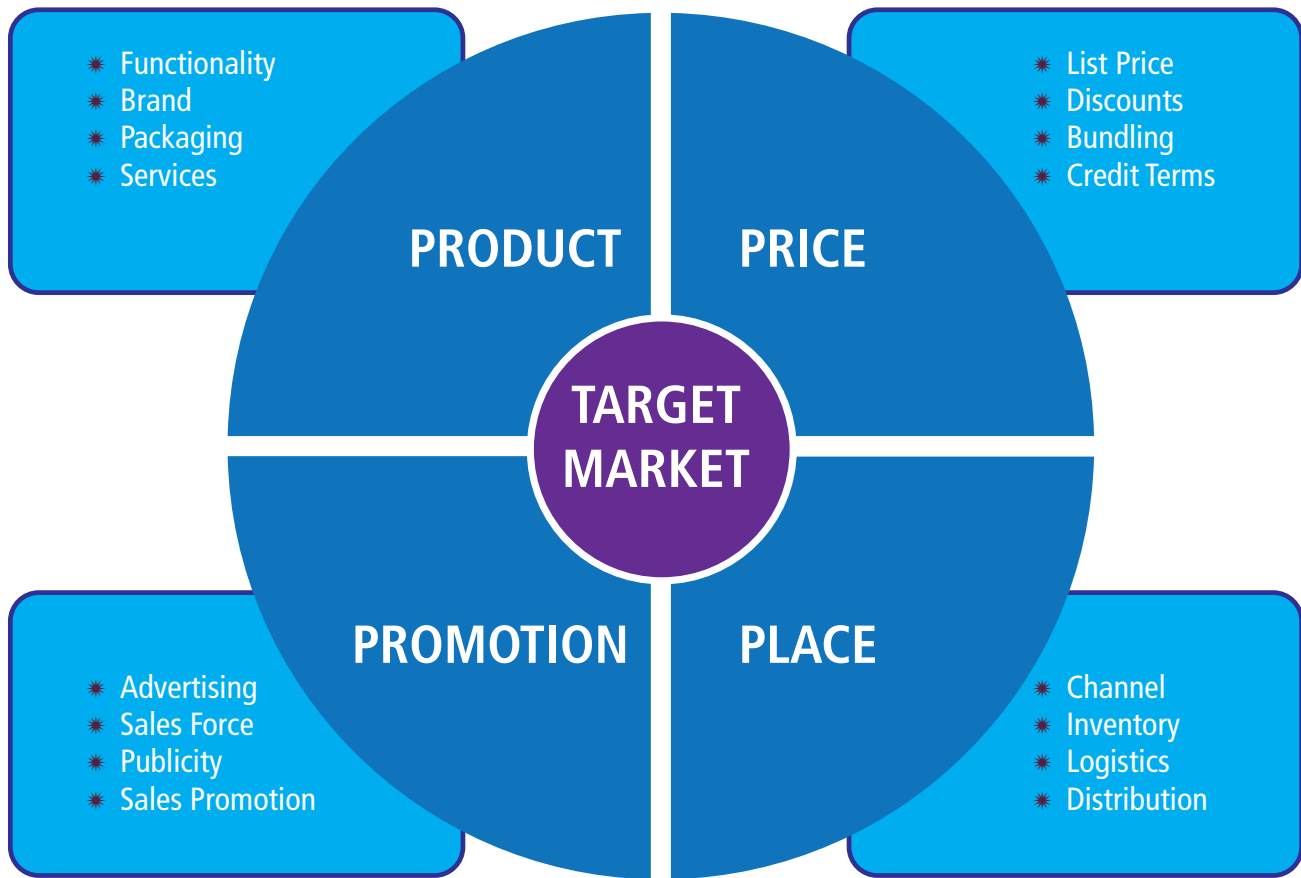 Functionality
Brand
Packaging
Services
List Price
Discounts
Bundling
Credit Terms
PRODUCT
PRICE
TARGET
MARKET
PROMOTION
PLACE
Advertising
Sales Force
Publicity
Sales Promotion
Channel
Inventory
Logistics
Distribution